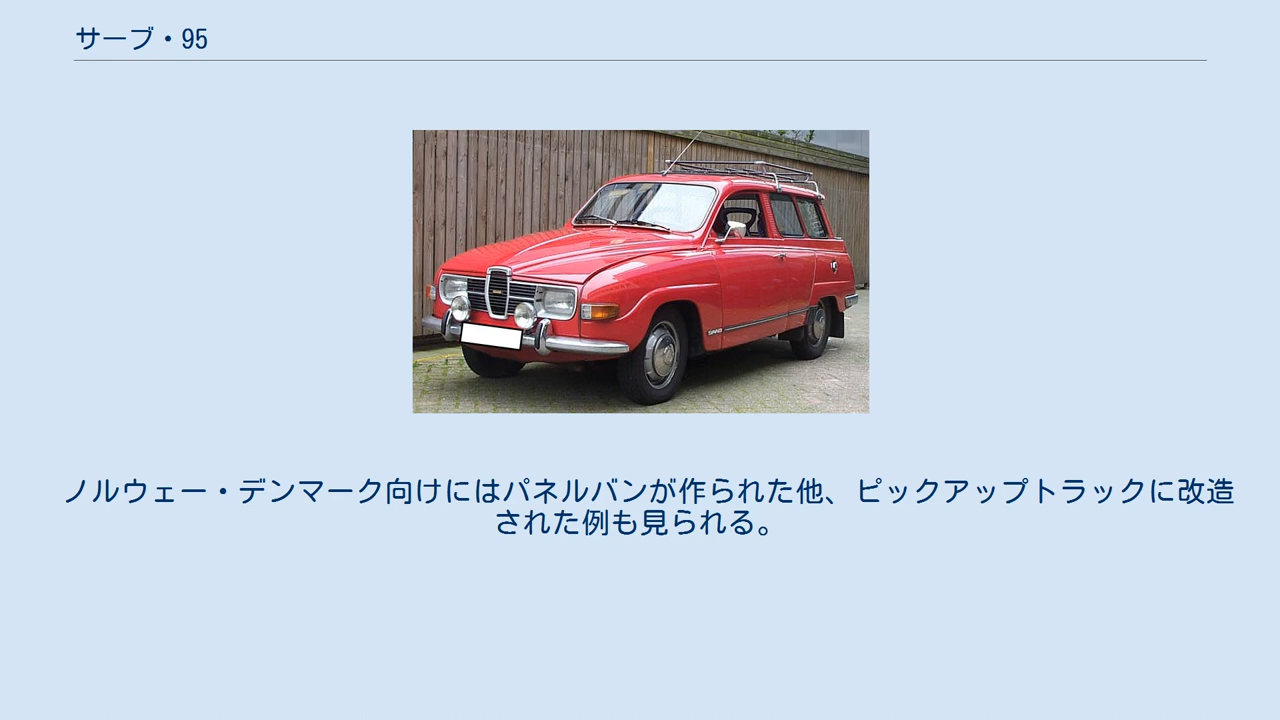 サーブ・95
SAAB
ノルウェー・デンマーク向けにはパネルバンが作られた他、ピックアップトラックに改造
された例も見られる。